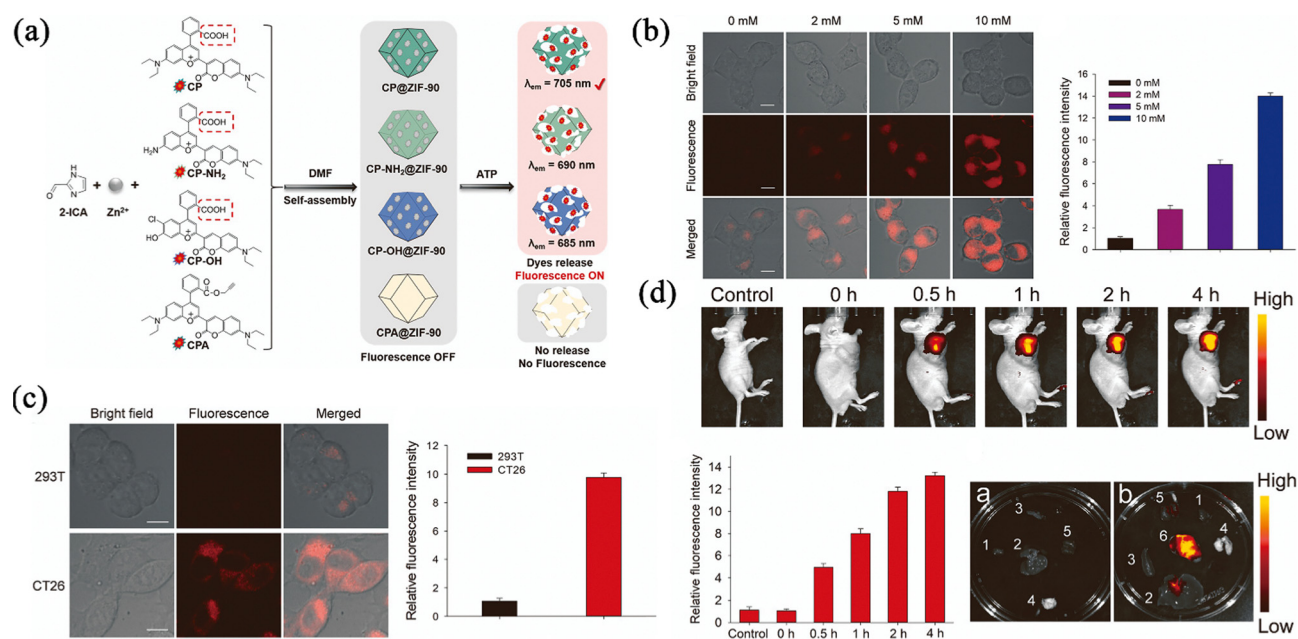 (a)
COOH
O+
N
O
O
N
CP
COOH
H2N
O+
O
O
N
CP-NH2
H
N
O
N
2-ICA
+
Zn2+
+
COOH
Cl
HO
O+
O
O
N
CP-OH
O
O
N
O+
O
O
N
CPA
DMF
Self-assembly
CP@ZIF-90
CP-NH2@ZIF-90
CP-OH@ZIF-90
CPA@ZIF-90
Fluorescence OFF
ATP
λem = 705 nm ✓
λem = 690 nm
λem = 685 nm
Dyes release
Fluorescence ON
No release
No Fluorescence
(b)
0 mM 2 mM 5 mM 10 mM
Bright field
Fluorescence
Merged
Relative fluorescence intensity
0 mM
2 mM
5 mM
10 mM
16
14
12
10
8
6
4
2
0
(c)
Bright field Fluorescence Merged
293T
CT26
Relative fluorescence intensity
293T
CT26
12
10
8
6
4
2
0
(d)
Control 0 h 0.5 h 1 h 2 h 4 h
High
Low
Relative fluorescence intensity
14
12
10
8
6
4
2
0
Control 0 h 0.5 h 1 h 2 h 4 h
a
3
1 2 5
4
b
5 1
6 4
3
2
High
Low